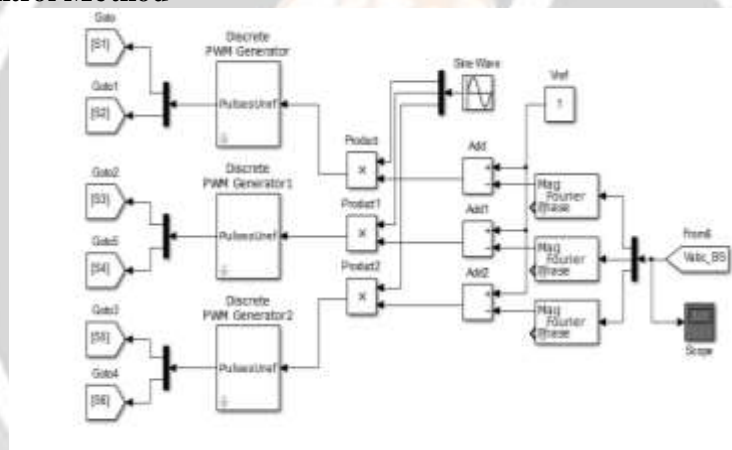 Goto
[S1]
Goto1
[S2]
Discrete
PWM Generator
Pulses Uref
Sine Wave
Vref
1
Product
×
Add
+
−
Mag
Fourier
Phase
Goto2
[S3]
Goto5
[S4]
Discrete
PWM Generator1
Pulses Uref
Product1
×
Add1
+
−
Mag
Fourier
Phase
From6
Vabc_BS
Product2
×
Add2
+
−
Mag
Fourier
Phase
Scope
Goto3
[S5]
Goto4
[S6]
Discrete
PWM Generator2
Pulses Uref